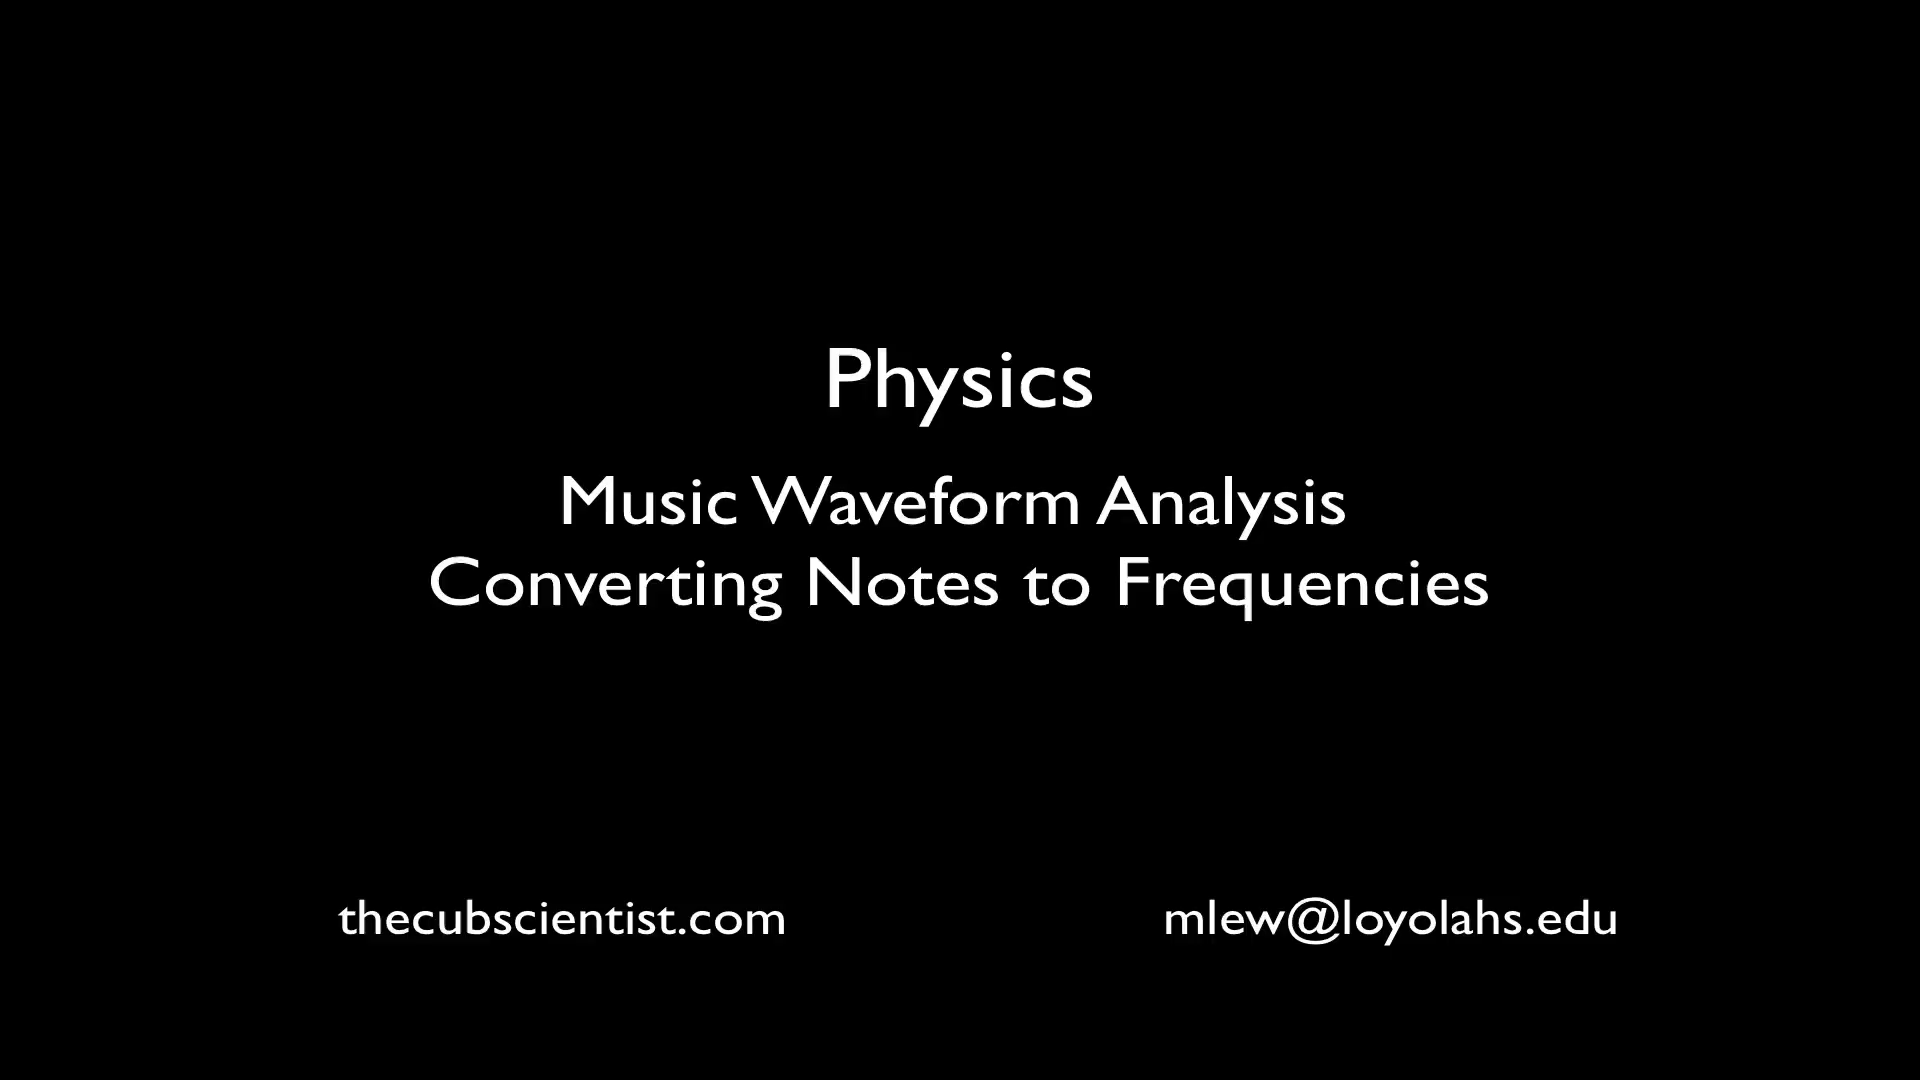 Physics
Music Waveform Analysis
Converting Notes to Frequencies
thecubscientist.com
mlew@loyolahs.edu